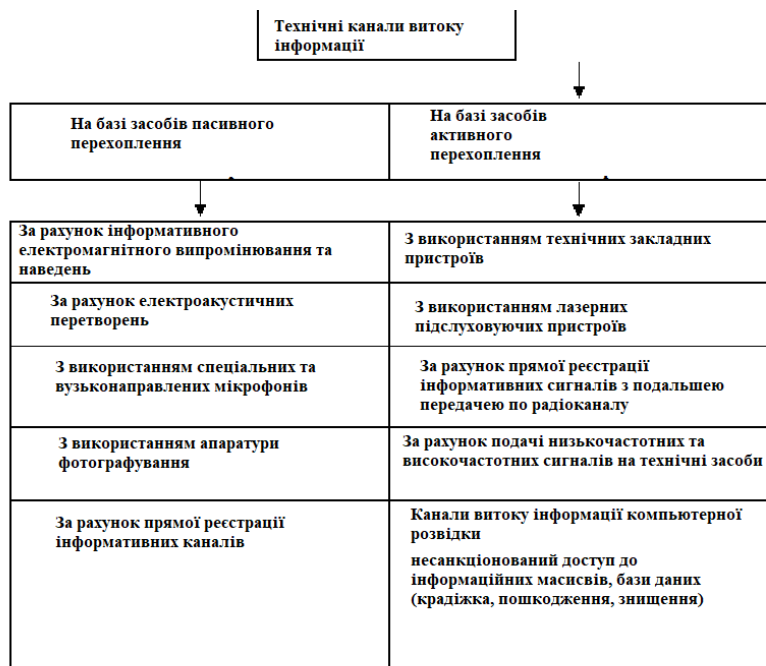 Технічні канали витоку
інформації
На базі засобів пасивного
перехоплення
На базі засобів
активного
перехоплення
За рахунок інформативного
електромагнітного випромінювання та
наведень
З використанням технічних закладних
пристроїв
За рахунок електроакустичних
перетворень
З використанням лазерних
підслуховуючих пристроїв
З використанням спеціальних та
вузьконаправлених мікрофонів
За рахунок прямої реєстрації
інформативних сигналів з подальшею
передачею по радіоканалу
З використанням апаратури
фотографування
За рахунок подачі низькочастотних та
високочастотних сигналів на технічні засоби
За рахунок прямої реєстрації
інформативних каналів
Канали витоку інформації компьютерної
розвідки
несанкціонований доступ до
інформаційних масисвів, бази даних
(крадіжка, пошкодження, знищення)